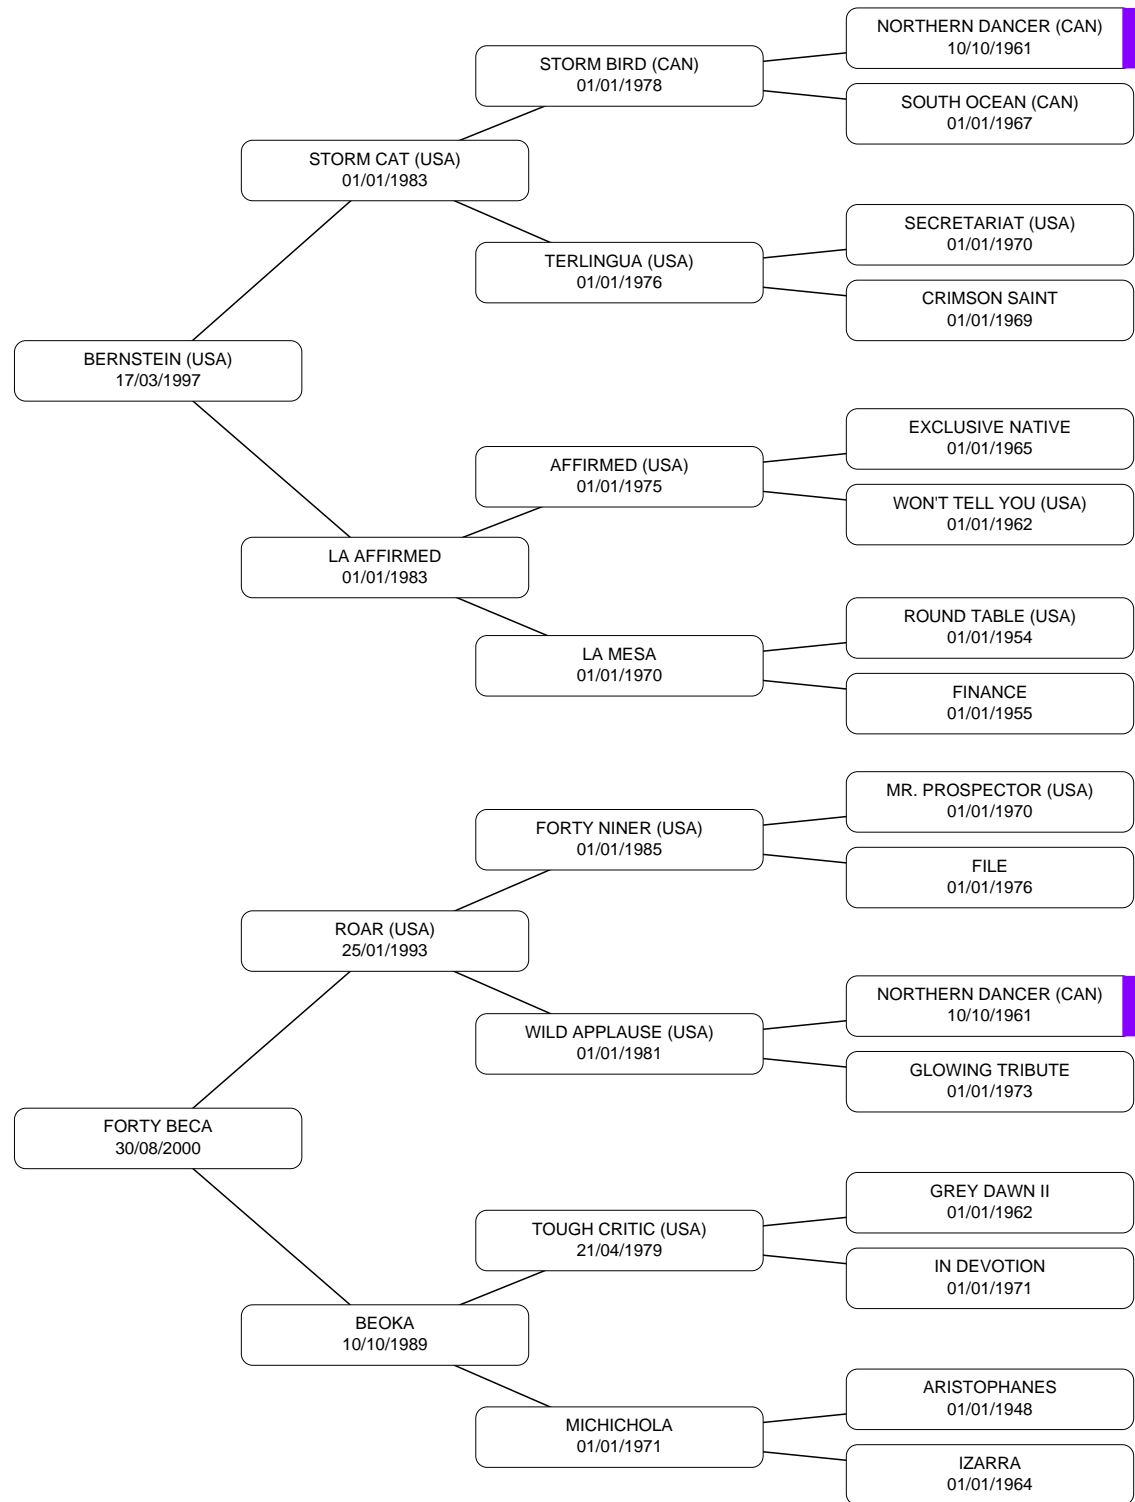 NORTHERN DANCER (CAN)
10/10/1961
STORM BIRD (CAN)
01/01/1978
SOUTH OCEAN (CAN)
01/01/1967
STORM CAT (USA)
01/01/1983
SECRETARIAT (USA)
01/01/1970
TERLINGUA (USA)
01/01/1976
CRIMSON SAINT
01/01/1969
BERNSTEIN (USA)
17/03/1997
EXCLUSIVE NATIVE
01/01/1965
AFFIRMED (USA)
01/01/1975
WON'T TELL YOU (USA)
01/01/1962
LA AFFIRMED
01/01/1983
ROUND TABLE (USA)
01/01/1954
LA MESA
01/01/1970
FINANCE
01/01/1955
MR. PROSPECTOR (USA)
01/01/1970
FORTY NINER (USA)
01/01/1985
FILE
01/01/1976
ROAR (USA)
25/01/1993
NORTHERN DANCER (CAN)
10/10/1961
WILD APPLAUSE (USA)
01/01/1981
GLOWING TRIBUTE
01/01/1973
FORTY BECA
30/08/2000
GREY DAWN II
01/01/1962
TOUGH CRITIC (USA)
21/04/1979
IN DEVOTION
01/01/1971
BEOKA
10/10/1989
ARISTOPHANES
01/01/1948
MICHICHOLA
01/01/1971
IZARRA
01/01/1964